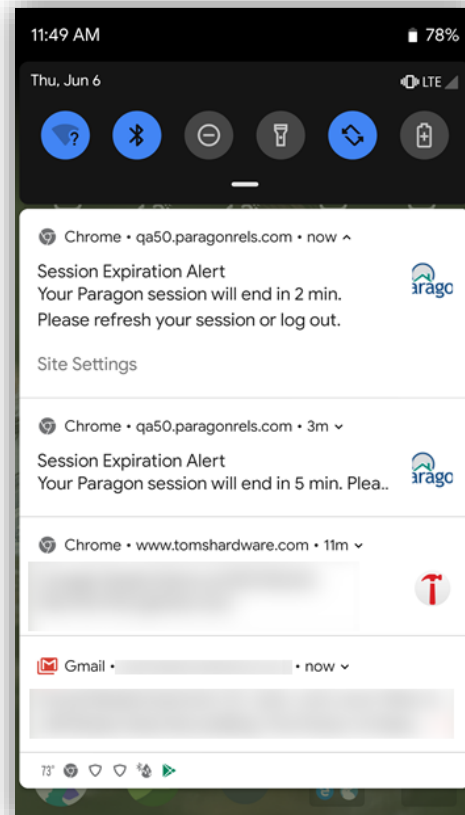 11:49 AM 78%
Thu, Jun 6 LTE
Chrome • qa50.paragonrels.com • now
Session Expiration Alert
Your Paragon session will end in 2 min.
Please refresh your session or log out.
arago
Site Settings
Chrome • qa50.paragonrels.com • 3m
Session Expiration Alert
Your Paragon session will end in 5 min. Plea..
arago
Chrome • www.tomshardware.com • 11m
Gmail • • now
73°